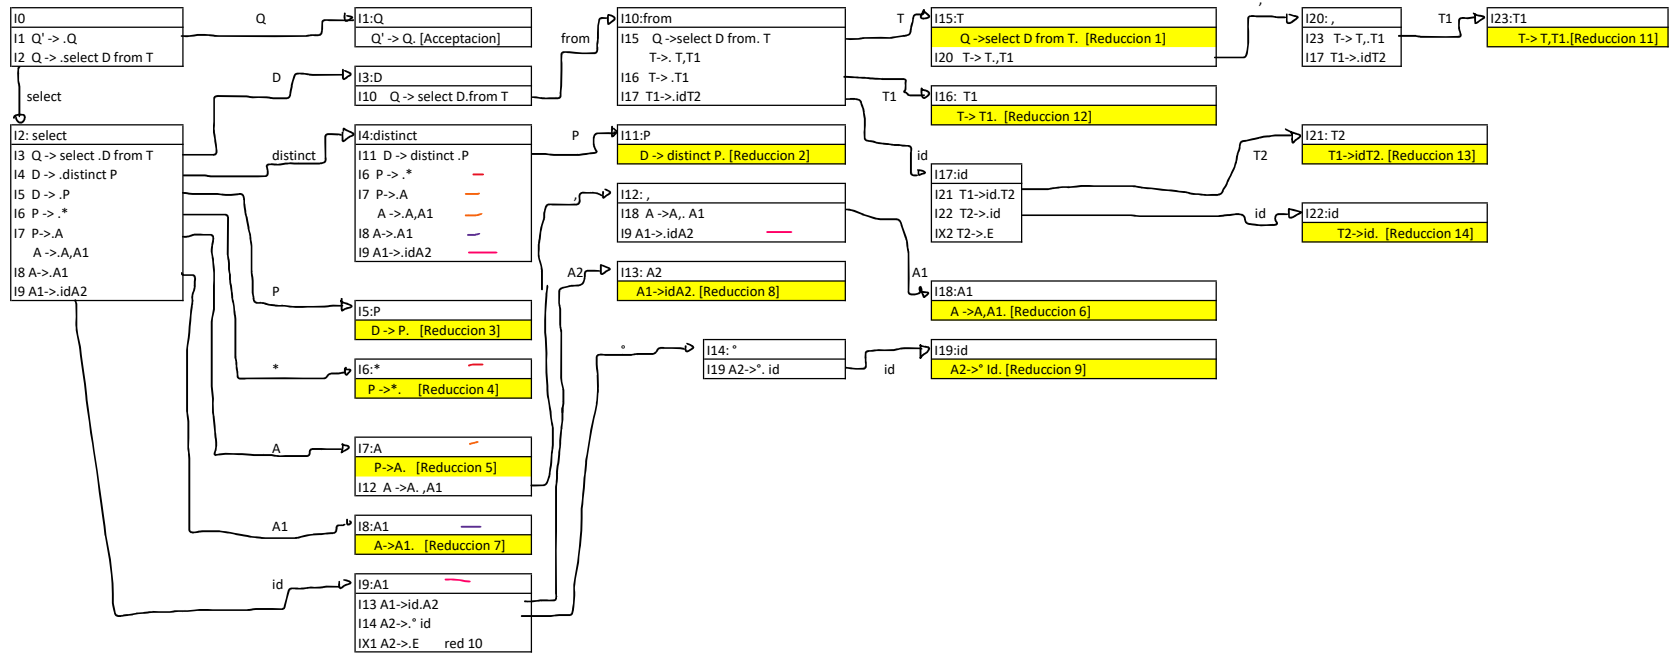 I0
I1 Q' -> .Q
I2 Q -> .select D from T
select
I2: select
I3 Q -> select .D from T
I4 D -> .distinct P
I5 D -> .P
I6 P -> .*
I7 P->.A
A ->.A,A1
I8 A->.A1
I9 A1->.idA2
Q
D
distinct
P
*
A
A1
id
I1:Q
Q' -> Q. [Acceptacion]
I3:D
I10 Q -> select D.from T
I4:distinct
I11 D -> distinct .P
I6 P -> .*
I7 P->.A
A ->.A,A1
I8 A->.A1
I9 A1->.idA2
I5:P
D -> P. [Reduccion 3]
I6:*
P ->*. [Reduccion 4]
I7:A
P->A. [Reduccion 5]
I12 A ->A. ,A1
I8:A1
A->A1. [Reduccion 7]
I9:A1
I13 A1->id.A2
I14 A2->.° id
IX1 A2->.E red 10
from
P
,
A2
°
I10:from
I15 Q ->select D from. T
T->. T,T1
I16 T-> .T1
I17 T1->.idT2
I11:P
D -> distinct P. [Reduccion 2]
I12: ,
I18 A ->A,. A1
I9 A1->.idA2
I13: A2
A1->idA2. [Reduccion 8]
I14: °
I19 A2->°. id
T
T1
id
A1
id
I15:T
Q ->select D from T. [Reduccion 1]
I20 T-> T.,T1
I16: T1
T-> T1. [Reduccion 12]
I17:id
I21 T1->id.T2
I22 T2->.id
IX2 T2->.E
I18:A1
A ->A,A1. [Reduccion 6]
I19:id
A2->° Id. [Reduccion 9]
,
T2
id
I20: ,
I23 T-> T,.T1
I17 T1->.idT2
I21: T2
T1->idT2. [Reduccion 13]
I22:id
T2->id. [Reduccion 14]
T1
I23:T1
T-> T,T1.[Reduccion 11]